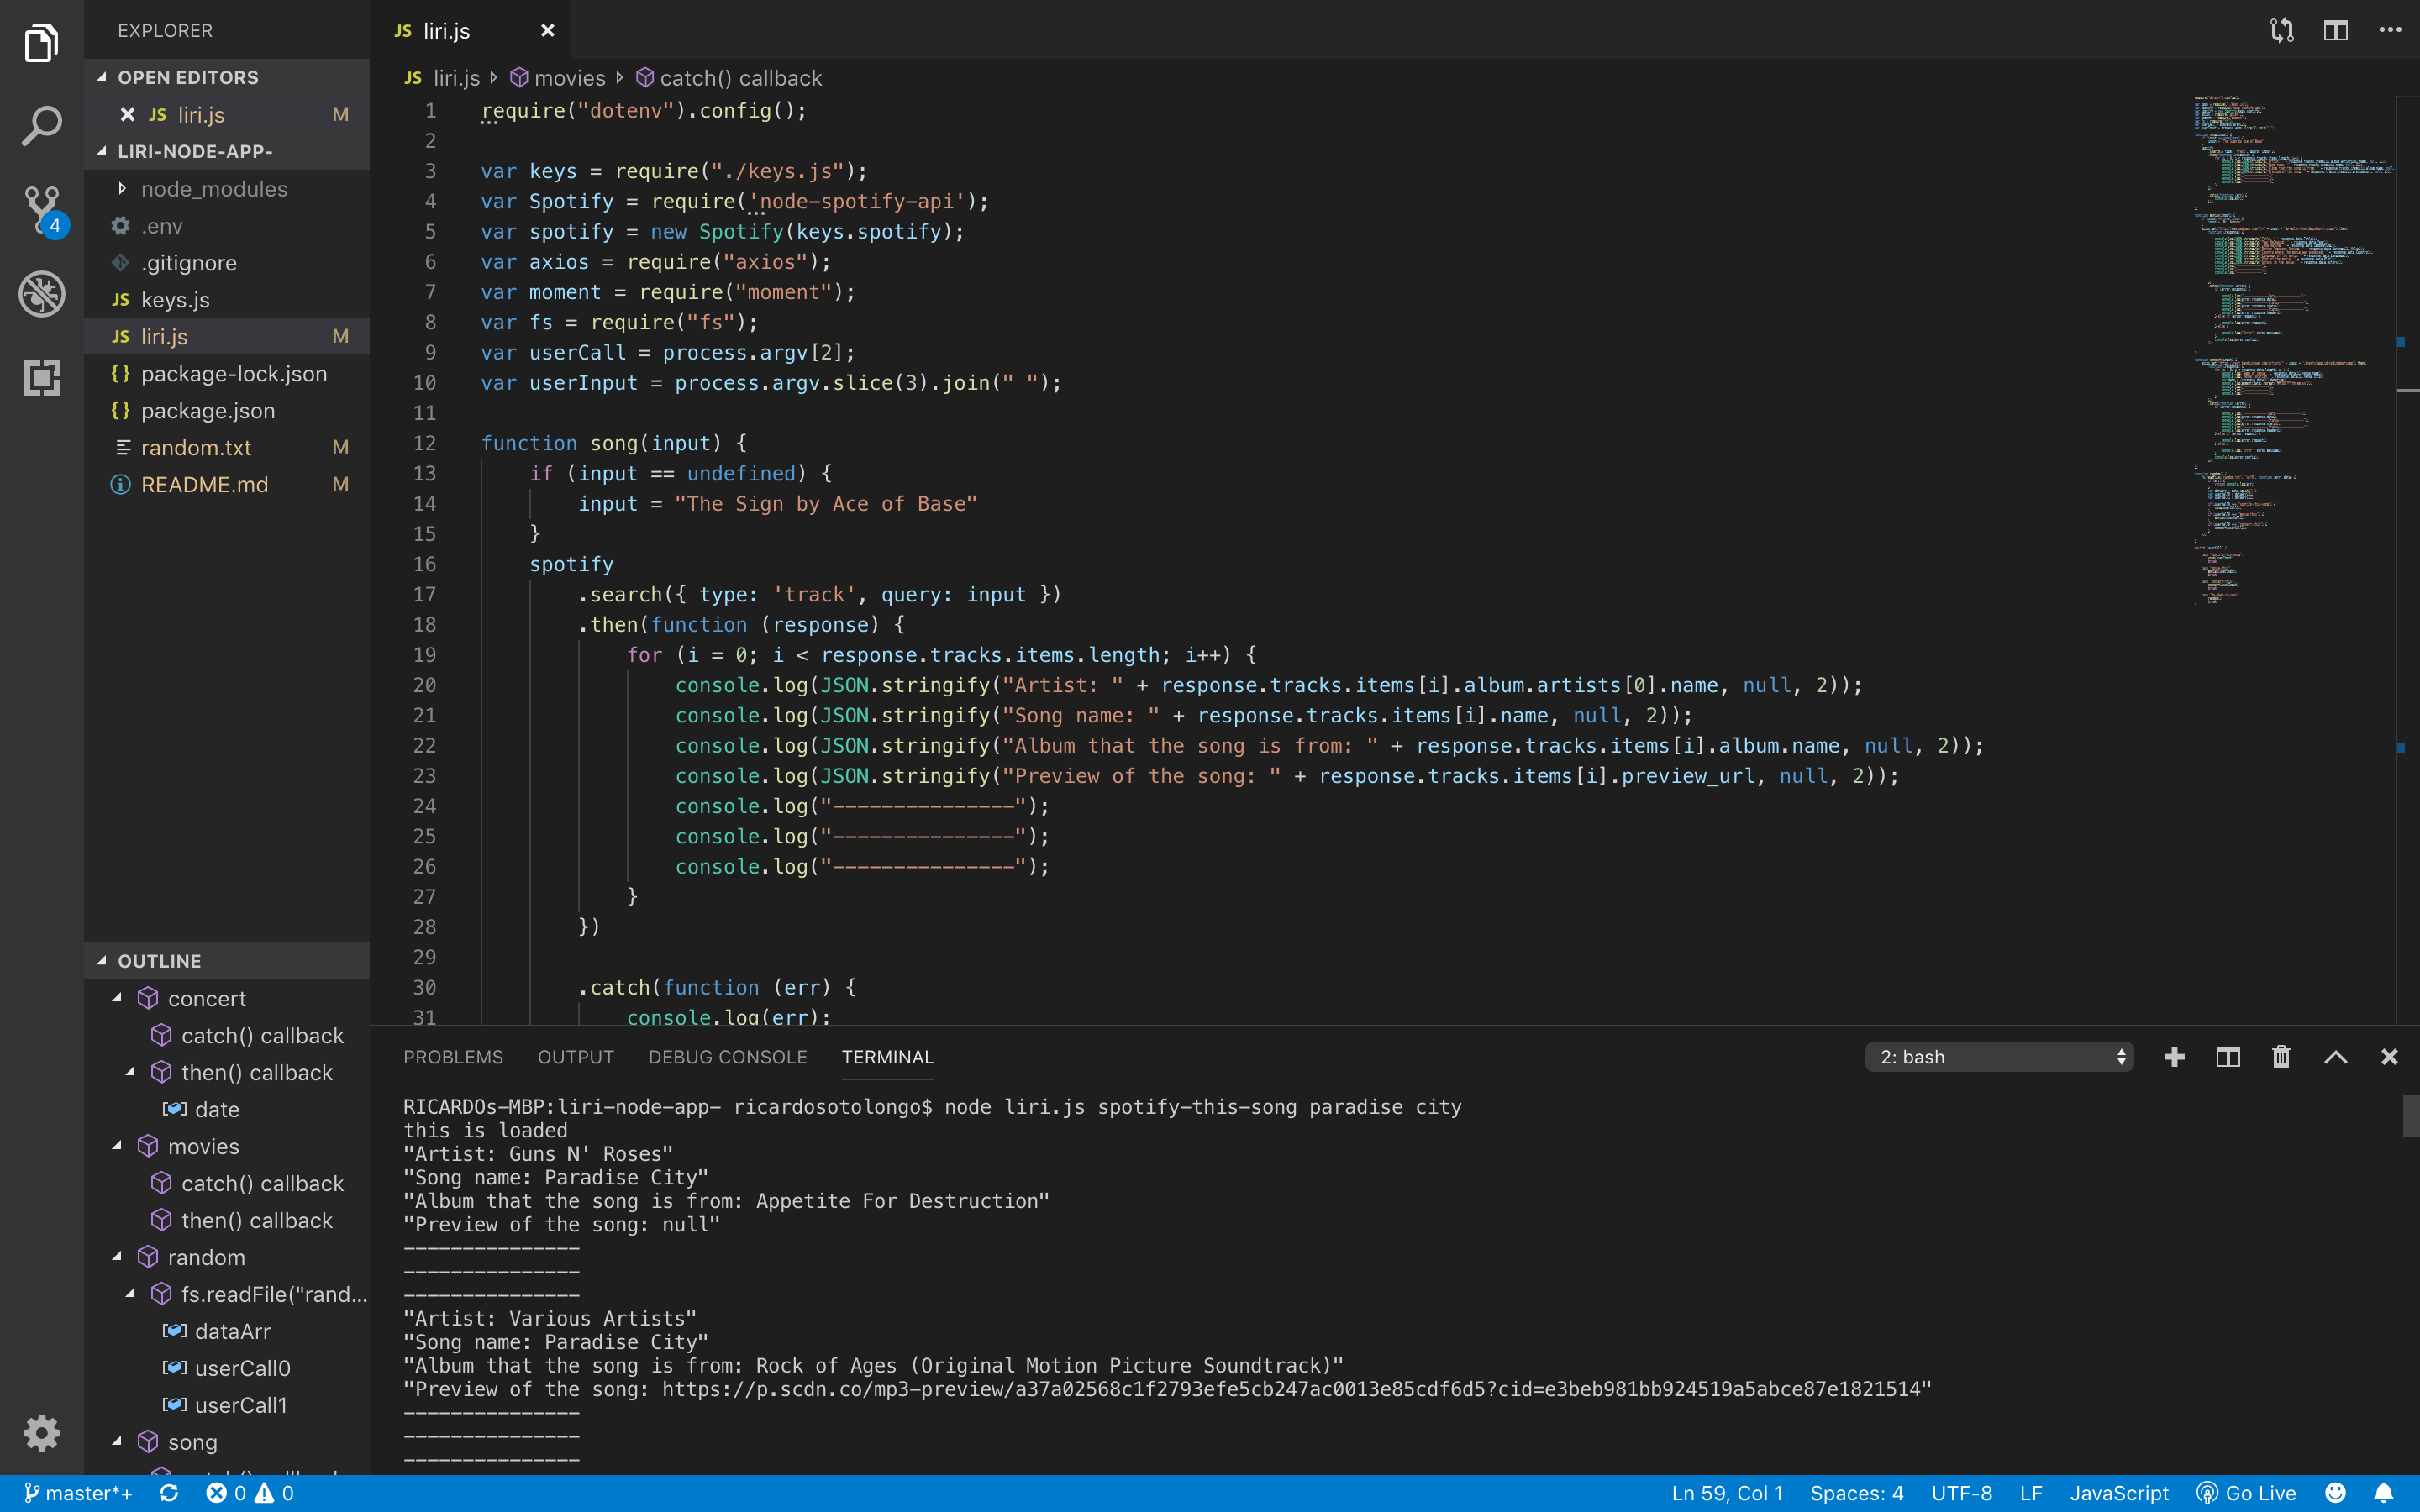 EXPLORER
OPEN EDITORS
JS liri.js M
LIRI-NODE-APP-
node_modules
.env
.gitignore
JS keys.js
JS liri.js M
{} package-lock.json
{} package.json
random.txt M
README.md M
4
OUTLINE
concert
catch() callback
then() callback
date
movies
catch() callback
then() callback
random
fs.readFile("rand...
dataArr
userCall0
userCall1
song
JS liri.js
JS liri.js movies catch() callback
1 require("dotenv").config();
2
3 var keys = require("./keys.js");
4 var Spotify = require('node-spotify-api');
5 var spotify = new Spotify(keys.spotify);
6 var axios = require("axios");
7 var moment = require("moment");
8 var fs = require("fs");
9 var userCall = process.argv[2];
10 var userInput = process.argv.slice(3).join(" ");
11
12 function song(input) {
13 if (input == undefined) {
14 input = "The Sign by Ace of Base"
15 }
16 spotify
17 .search({ type: 'track', query: input })
18 .then(function (response) {
19 for (i = 0; i < response.tracks.items.length; i++) {
20 console.log(JSON.stringify("Artist: " + response.tracks.items[i].album.artists[0].name, null, 2));
21 console.log(JSON.stringify("Song name: " + response.tracks.items[i].name, null, 2));
22 console.log(JSON.stringify("Album that the song is from: " + response.tracks.items[i].album.name, null, 2));
23 console.log(JSON.stringify("Preview of the song: " + response.tracks.items[i].preview_url, null, 2));
24 console.log("---------------");
25 console.log("---------------");
26 console.log("---------------");
27 }
28 })
29
30 .catch(function (err) {
31 console.log(err);
PROBLEMS OUTPUT DEBUG CONSOLE TERMINAL 2: bash
RICARDOs-MBP:liri-node-app- ricardosotolongo$ node liri.js spotify-this-song paradise city
this is loaded
"Artist: Guns N' Roses"
"Song name: Paradise City"
"Album that the song is from: Appetite For Destruction"
"Preview of the song: null"
---------------
---------------
---------------
"Artist: Various Artists"
"Song name: Paradise City"
"Album that the song is from: Rock of Ages (Original Motion Picture Soundtrack)"
"Preview of the song: https://p.scdn.co/mp3-preview/a37a02568c1f2793efe5cb247ac0013e85cdf6d5?cid=e3beb981bb924519a5abce87e1821514"
---------------
---------------
---------------
master*+ 0 0 Ln 59, Col 1 Spaces: 4 UTF-8 LF JavaScript Go Live